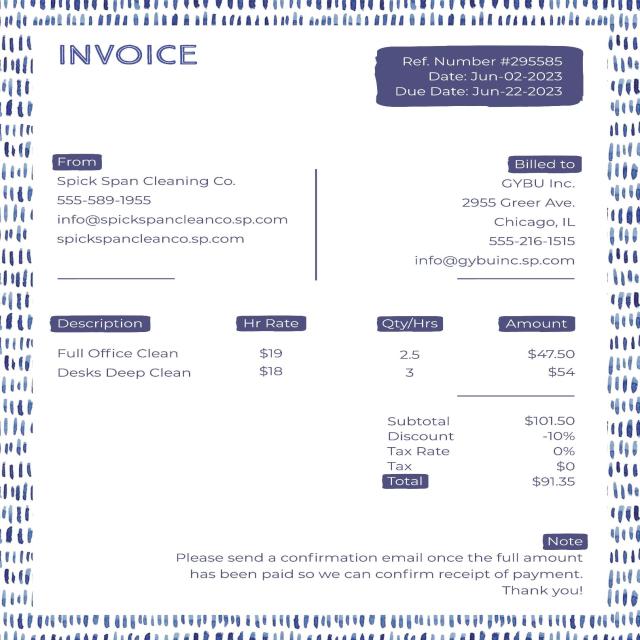 INVOICE
Ref. Number #295585
Date: Jun-02-2023
Due Date: Jun-22-2023
From
Spick Span Cleaning Co.
555-589-1955
info@spickspancleanco.sp.com
spickspancleanco.sp.com
Billed to
GYBU Inc.
2955 Greer Ave.
Chicago, IL
555-216-1515
info@gybuinc.sp.com
Description Hr Rate Qty/Hrs Amount
Full Office Clean $19 2.5 $47.50
Desks Deep Clean $18 3 $54
Subtotal $101.50
Discount -10%
Tax Rate 0%
Tax $0
Total $91.35
Note
Please send a confirmation email once the full amount
has been paid so we can confirm receipt of payment.
Thank you!